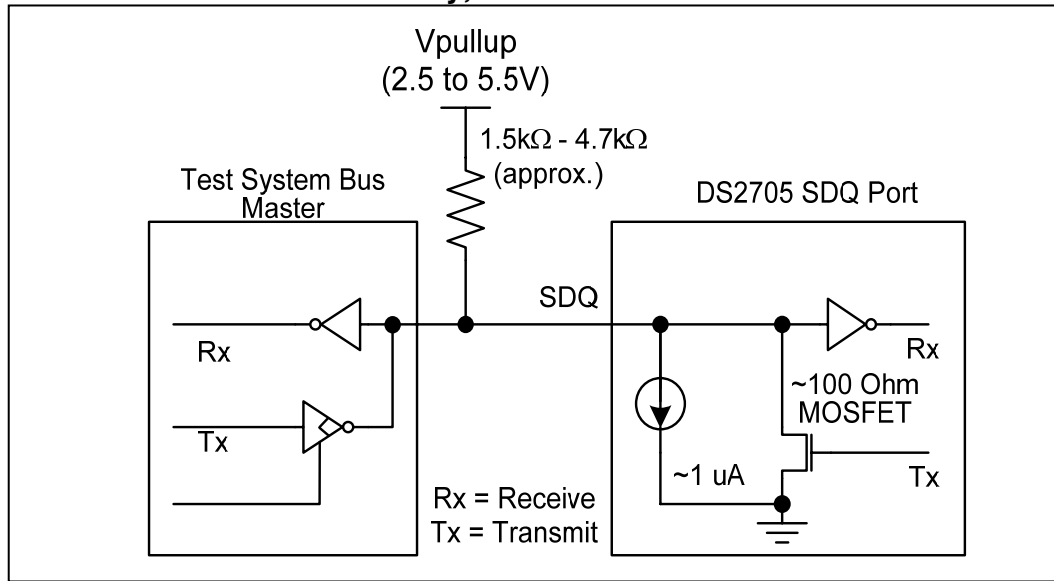 Vpullup
(2.5 to 5.5V)
1.5kΩ - 4.7kΩ
(approx.)
Test System Bus
Master
DS2705 SDQ Port
SDQ
Rx
Tx
Rx
~100 Ohm
MOSFET
Tx
~1 uA
Rx = Receive
Tx = Transmit